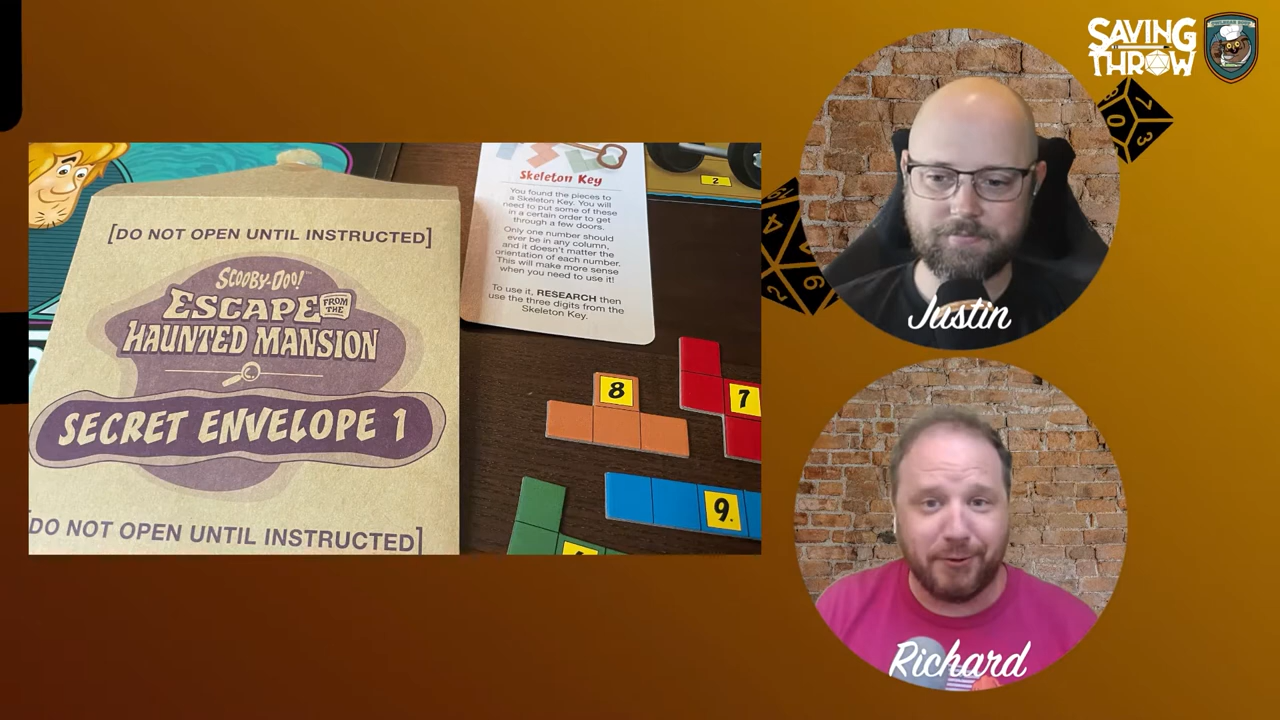 SAVING
THROW
[DO NOT OPEN UNTIL INSTRUCTED]
SCOOBY-DOO!™
ESCAPE FROM THE
HAUNTED MANSION
SECRET ENVELOPE 1
DO NOT OPEN UNTIL INSTRUCTED]
Skeleton Key
You found the pieces to
a Skeleton Key. You will
need to put some of these
in a certain order to get
through a few doors.
Only one number should
ever be in any column,
and it doesn't matter the
orientation of each number.
This will make more sense
when you need to use it!
To use it, RESEARCH then
use the three digits from the
Skeleton Key.
2
8
7
9.
Justin
Richard